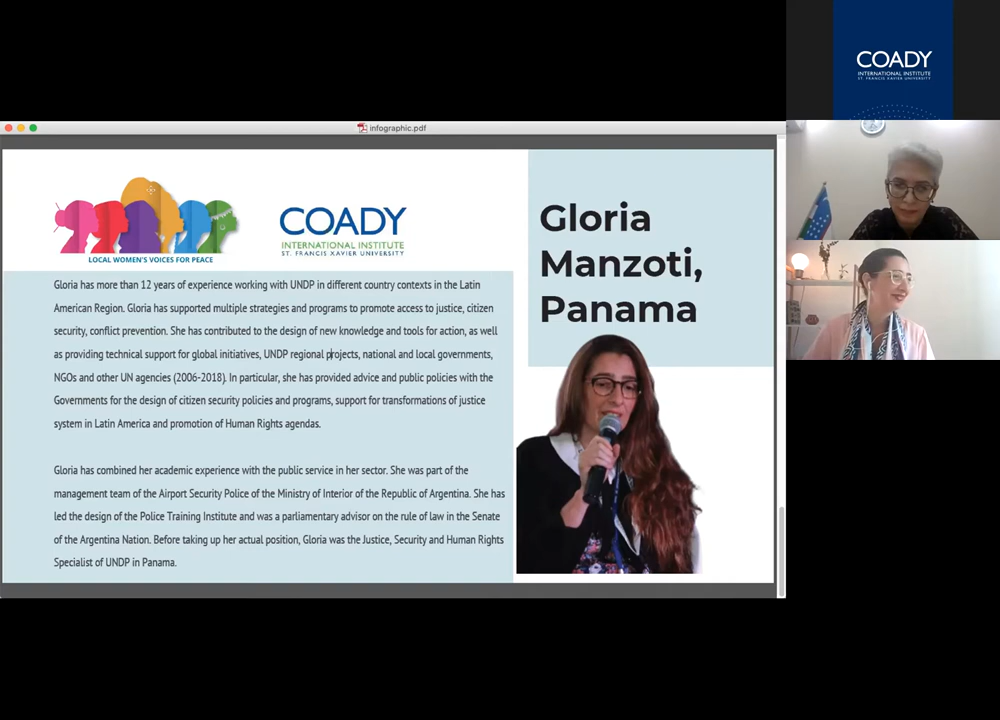 COADY
INTERNATIONAL INSTITUTE
ST. FRANCIS XAVIER UNIVERSITY
infographic.pdf
LOCAL WOMEN'S VOICES FOR PEACE
COADY
INTERNATIONAL INSTITUTE
ST. FRANCIS XAVIER UNIVERSITY
Gloria
Manzoti,
Panama
Gloria has more than 12 years of experience working with UNDP in different country contexts in the Latin
American Region. Gloria has supported multiple strategies and programs to promote access to justice, citizen
security, conflict prevention. She has contributed to the design of new knowledge and tools for action, as well
as providing technical support for global initiatives, UNDP regional projects, national and local governments,
NGOs and other UN agencies (2006-2018). In particular, she has provided advice and public policies with the
Governments for the design of citizen security policies and programs, support for transformations of justice
system in Latin America and promotion of Human Rights agendas.
Gloria has combined her academic experience with the public service in her sector. She was part of the
management team of the Airport Security Police of the Ministry of Interior of the Republic of Argentina. She has
led the design of the Police Training Institute and was a parliamentary advisor on the rule of law in the Senate
of the Argentina Nation. Before taking up her actual position, Gloria was the Justice, Security and Human Rights
Specialist of UNDP in Panama.